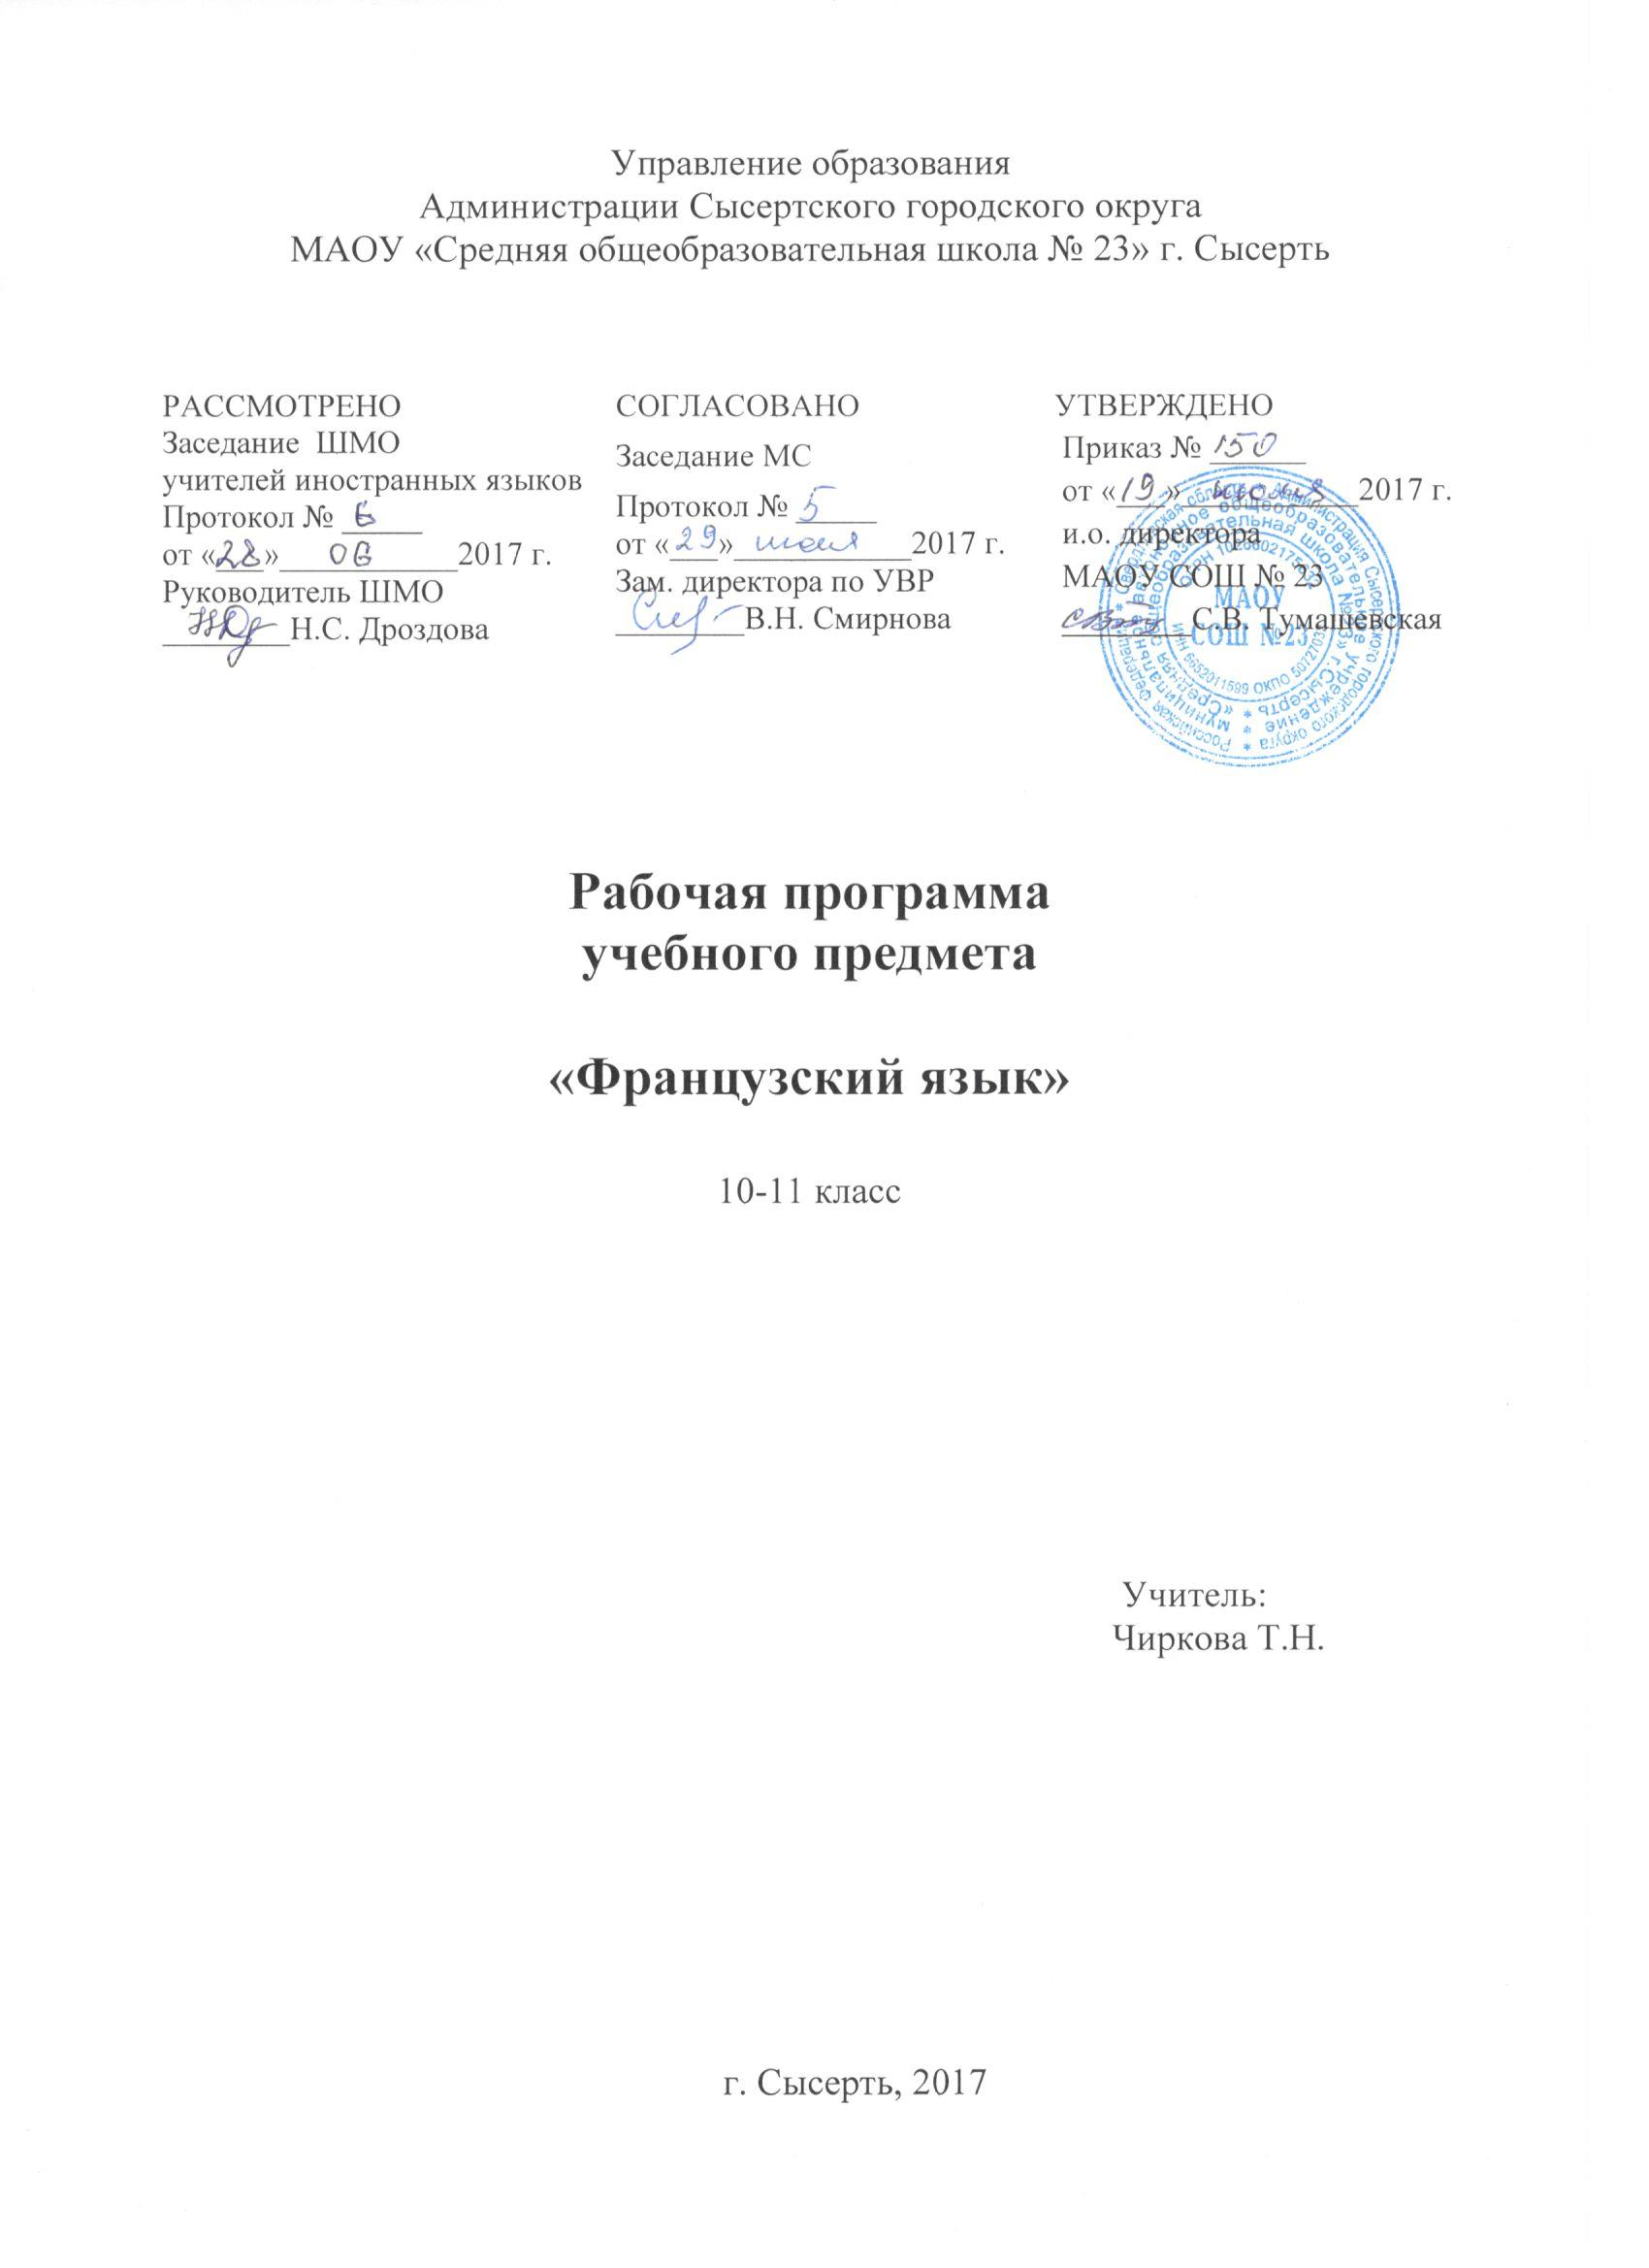 Управление образования
Администрации Сысертского городского округа
МАОУ «Средняя общеобразовательная школа № 23» г. Сысерть
РАССМОТРЕНО
Заседание ШМО
учителей иностранных языков
Протокол № 6
от «28» 06 2017 г.
Руководитель ШМО
Н.С. Дроздова
СОГЛАСОВАНО
Заседание МС
Протокол № 5
от «29» 2017 г.
Зам. директора по УВР
В.Н. Смирнова
УТВЕРЖДЕНО
Приказ № 150
от «19» 2017 г.
и.о. директора
МАОУ СОШ № 23
С.В. Тумашевская
МАОУ
СОШ №23
Рабочая программа
учебного предмета
«Французский язык»
10-11 класс
Учитель:
Чиркова Т.Н.
г. Сысерть, 2017